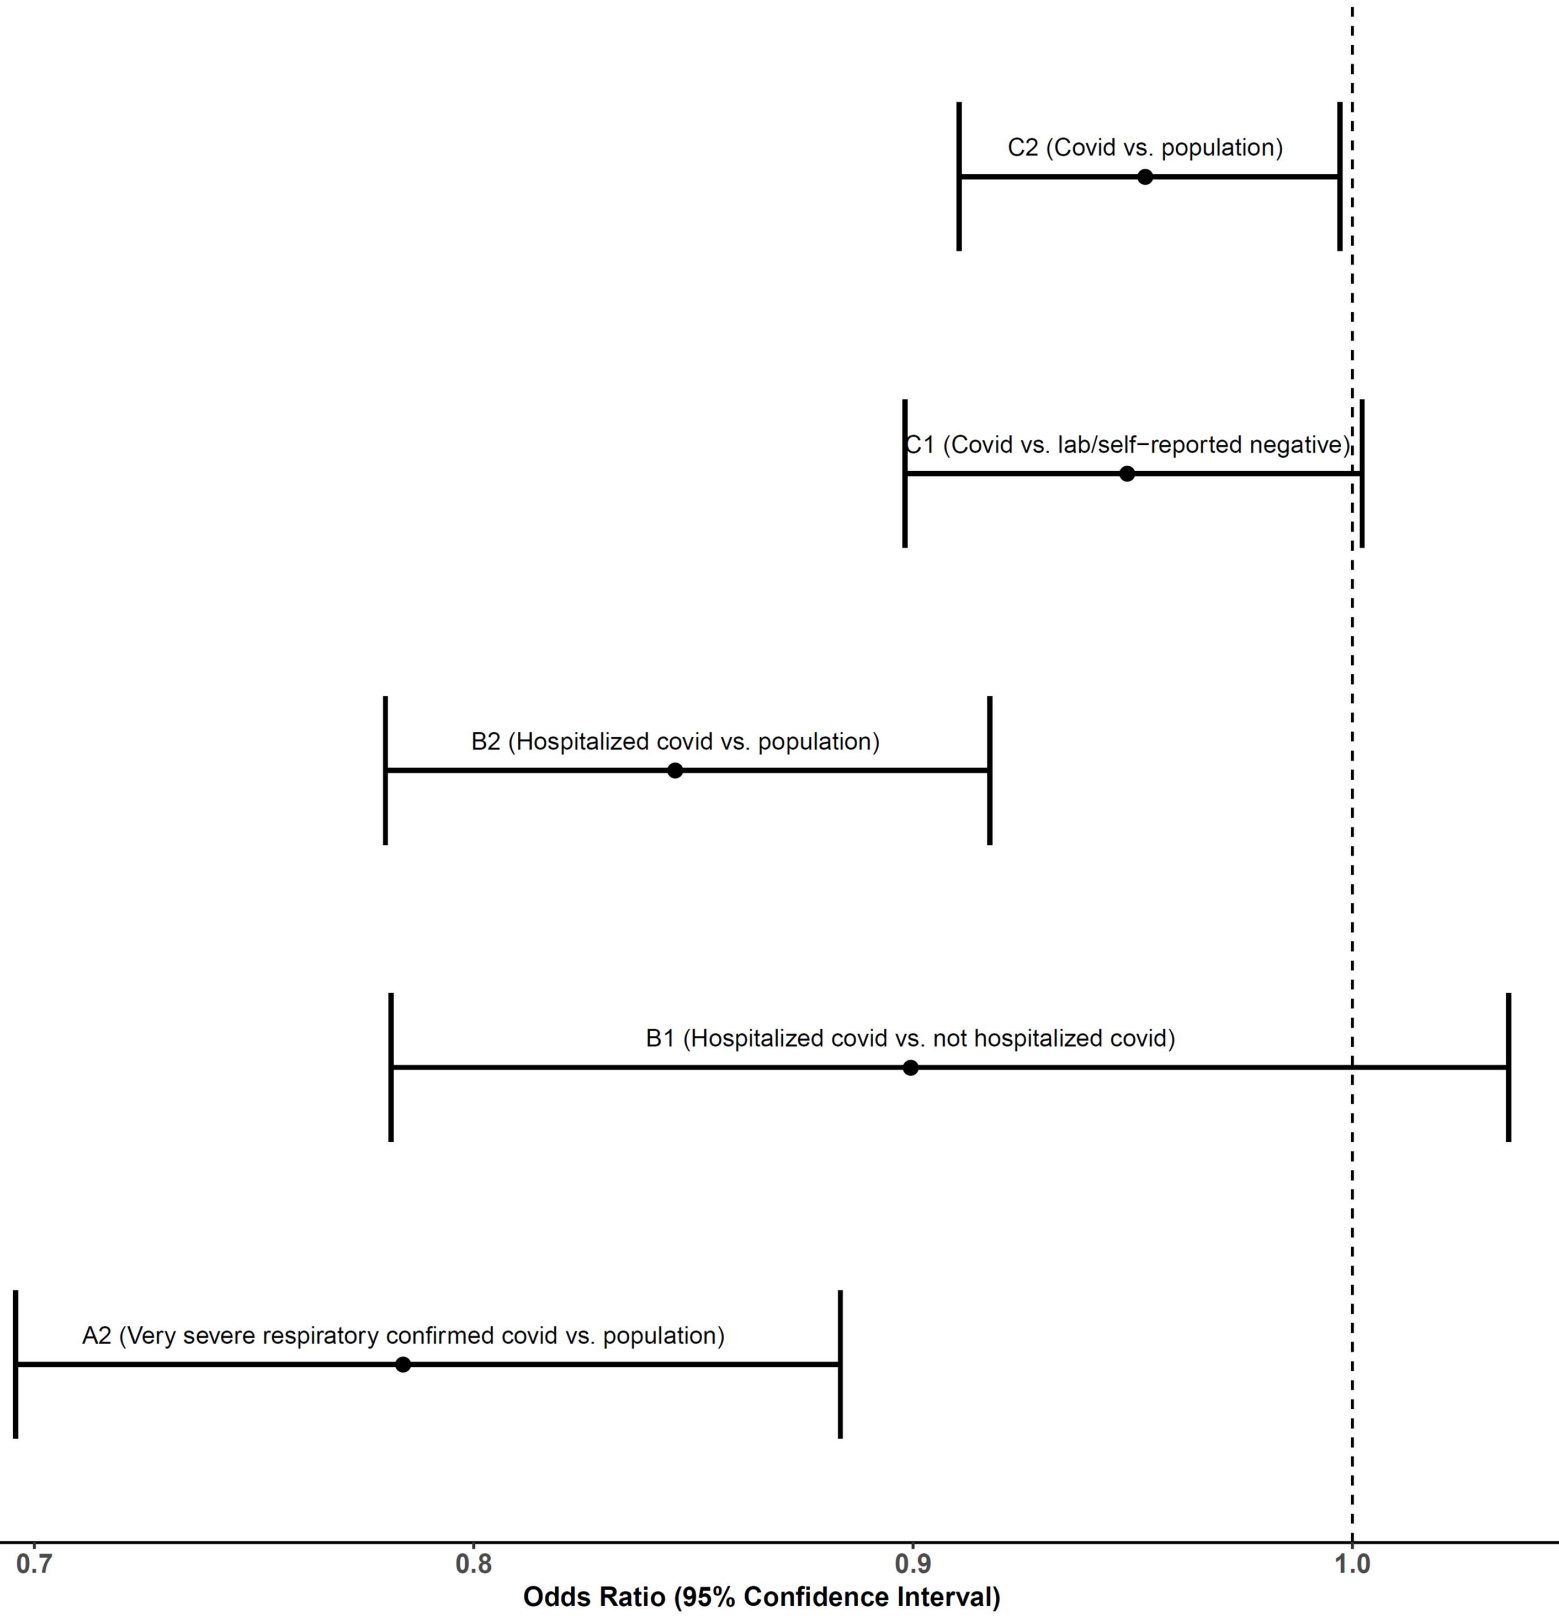 C2 (Covid vs. population)
C1 (Covid vs. lab/self−reported negative)
B2 (Hospitalized covid vs. population)
B1 (Hospitalized covid vs. not hospitalized covid)
A2 (Very severe respiratory confirmed covid vs. population)
0.7 0.8 0.9 1.0
Odds Ratio (95% Confidence Interval)